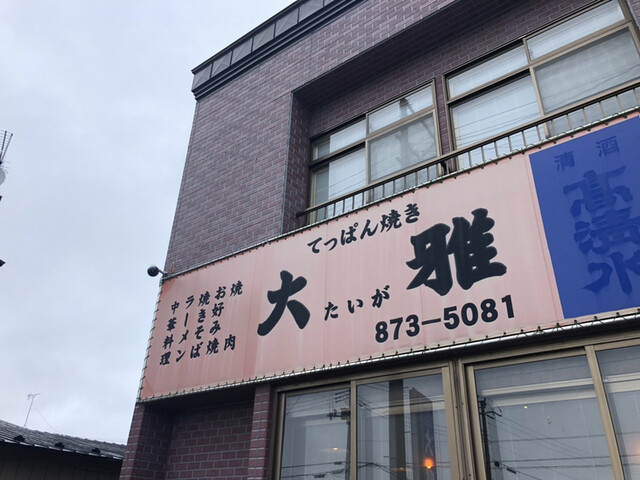 てっぱん焼き
大雅
たいが
873-5081
焼肉
お好み焼
焼きそば
ラーメン
中華料理
清酒
高清水